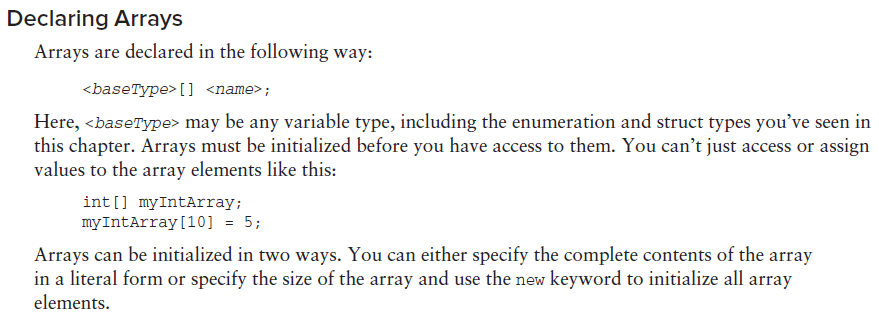 Declaring Arrays
Arrays are declared in the following way:
<baseType>[] <name>;
Here, <baseType> may be any variable type, including the enumeration and struct types you’ve seen in
this chapter. Arrays must be initialized before you have access to them. You can’t just access or assign
values to the array elements like this:
int[] myIntArray;
myIntArray[10] = 5;
Arrays can be initialized in two ways. You can either specify the complete contents of the array
in a literal form or specify the size of the array and use the new keyword to initialize all array
elements.